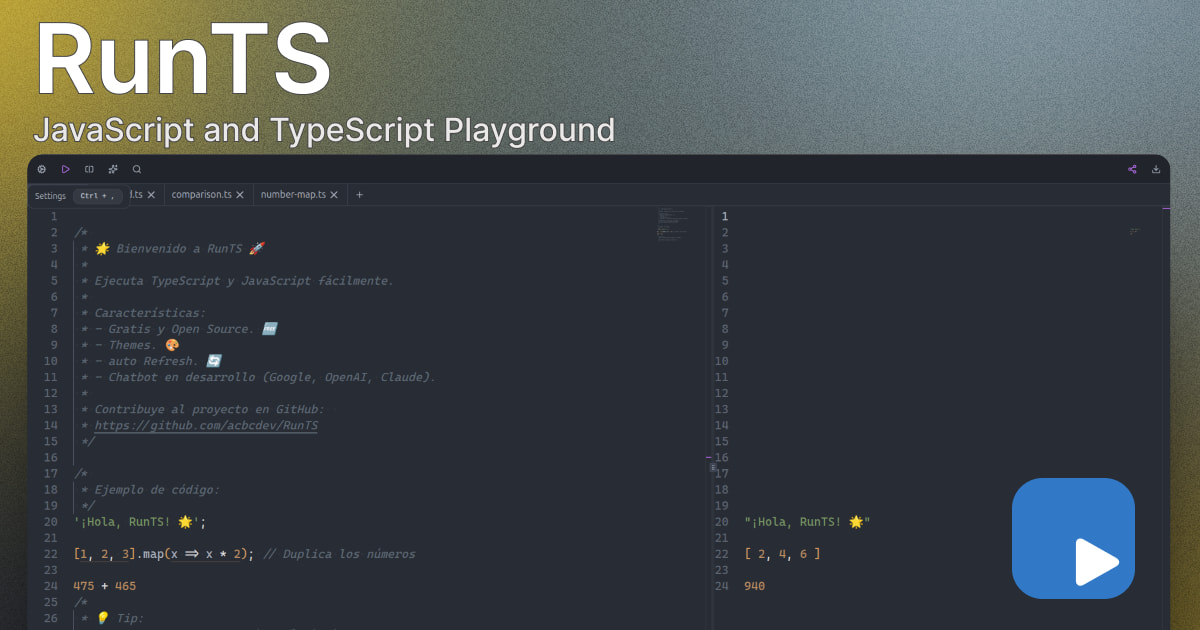 RunTS
JavaScript and TypeScript Playground
Settings Ctrl + , l.ts × comparison.ts × number-map.ts × +
1
2 /*
3 * 🌟 Bienvenido a RunTS 🚀
4 *
5 * Ejecuta TypeScript y JavaScript fácilmente.
6 *
7 * Características:
8 * - Gratis y Open Source. 🆓
9 * - Themes. 🎨
10 * - auto Refresh. 🔄
11 * - Chatbot en desarrollo (Google, OpenAI, Claude).
12 *
13 * Contribuye al proyecto en GitHub:
14 * https://github.com/acbcdev/RunTS
15 */
16
17 /*
18 * Ejemplo de código:
19 */
20 '¡Hola, RunTS! 🌟';
21
22 [1, 2, 3].map(x => x * 2); // Duplica los números
23
24 475 + 465
25 /*
26 * 💡 Tip:
1
2
3
4
5
6
7
8
9
10
11
12
13
14
15
16
17
18
19
20 "¡Hola, RunTS! 🌟"
21
22 [ 2, 4, 6 ]
23
24 940